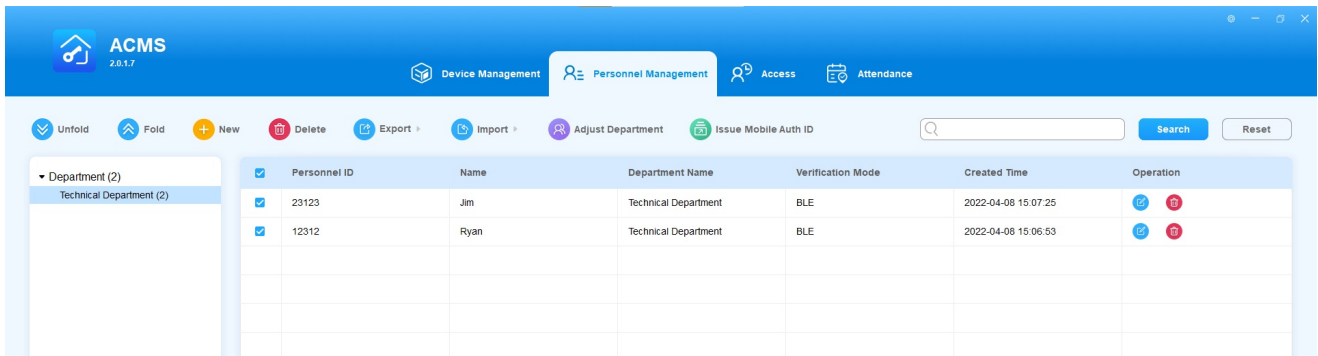 ACMS
2.0.1.7
Device Management Personnel Management Access Attendance
Unfold Fold New Delete Export Import Adjust Department Issue Mobile Auth ID Search Reset
Department (2)
Technical Department (2)
Personnel ID Name Department Name Verification Mode Created Time Operation
23123 Jim Technical Department BLE 2022-04-08 15:07:25
12312 Ryan Technical Department BLE 2022-04-08 15:06:53